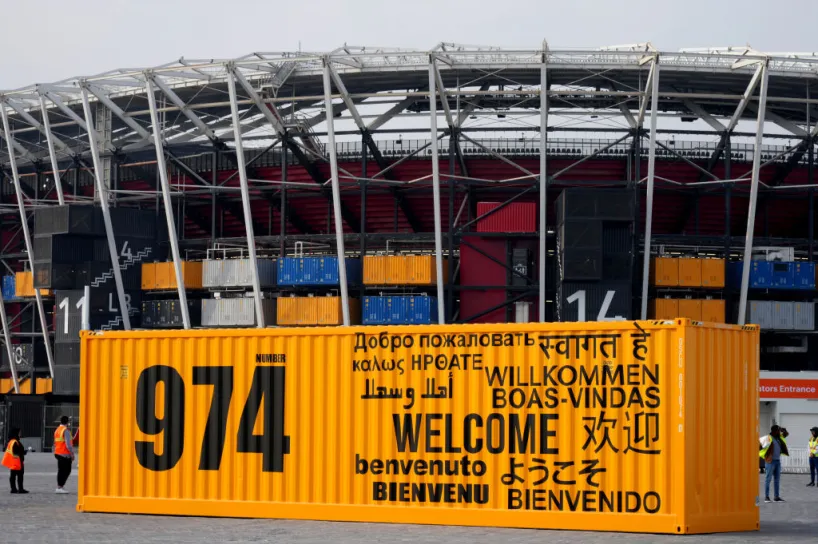 4
11
14
NUMBER
974
Добро пожаловать
स्वागत है
καλως ΗΡΘΑΤΕ
WILLKOMMEN
أهلا وسهلا
BOAS-VINDAS
WELCOME
欢迎
benvenuto
ようこそ
BIENVENU
BIENVENIDO
Entrance